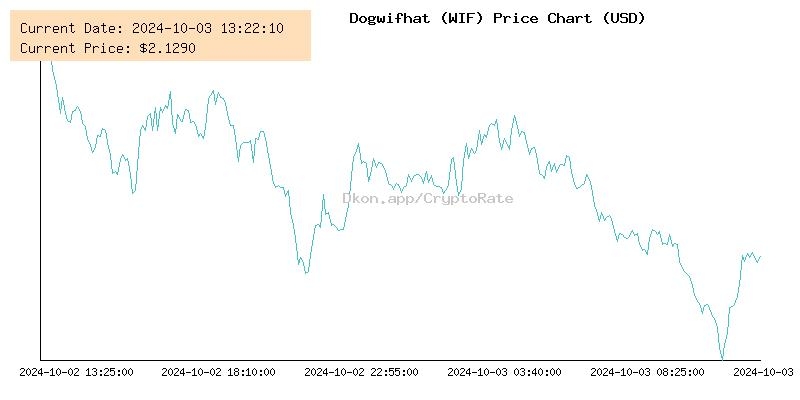 Dogwifhat (WIF) Price Chart (USD)
Current Date: 2024-10-03 13:22:10
Current Price: $2.1290
Dkon.app/CryptoRate
2024-10-02 13:25:00 2024-10-02 18:10:00 2024-10-02 22:55:00 2024-10-03 03:40:00 2024-10-03 08:25:00 2024-10-03